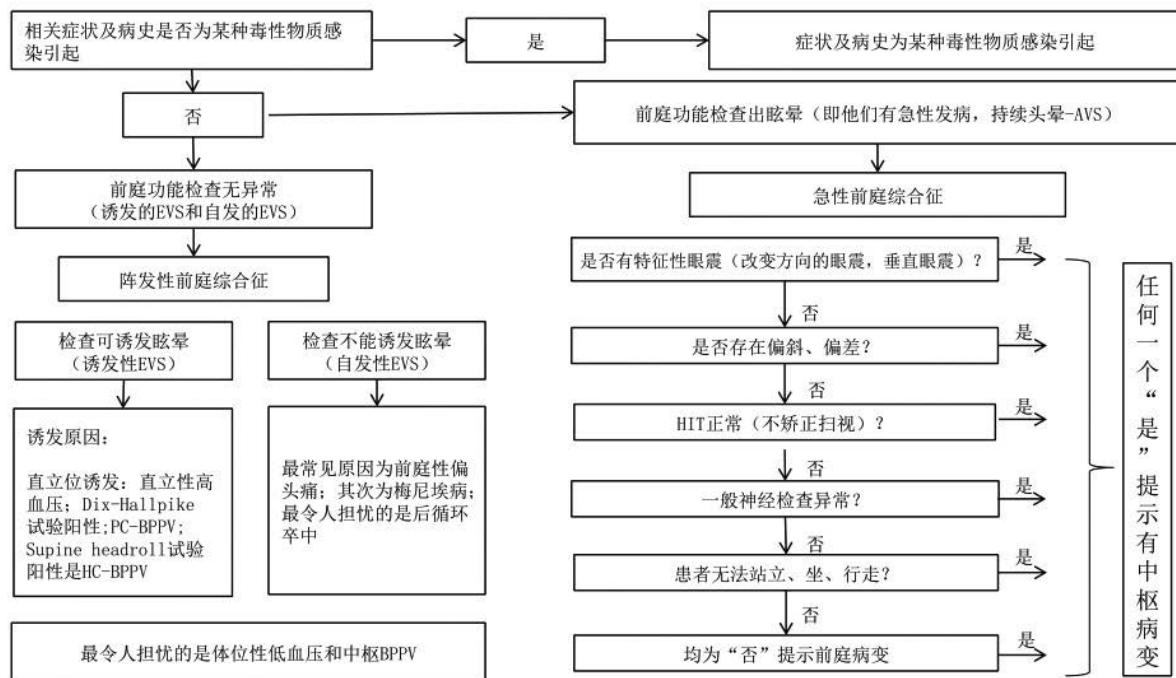 相关症状及病史是否为某种毒性物质感
染引起
是
症状及病史为某种毒性物质感染引起
否
前庭功能检查出眩晕（即他们有急性发病，持续头晕-AVS）
前庭功能检查无异常
（诱发的EVS和自发的EVS）
急性前庭综合征
阵发性前庭综合征
检查可诱发眩晕
（诱发性EVS）
检查不能诱发眩晕
（自发性EVS）
诱发原因：
直立位诱发：直立性高
血压；Dix-Hallpike
试验阳性;PC-BPPV;
Supine headroll试验
阳性是HC-BPPV
最常见原因为前庭性偏
头痛；其次为梅尼埃病；
最令人担忧的是后循环
卒中
最令人担忧的是体位性低血压和中枢BPPV
是否有特征性眼震（改变方向的眼震，垂直眼震）？
是
否
是否存在偏斜、偏差？
是
否
HIT正常（不矫正扫视）？
是
否
一般神经检查异常？
是
否
患者无法站立、坐、行走？
是
否
均为“否”提示前庭病变
是
任何一个“是”提示有中枢病变